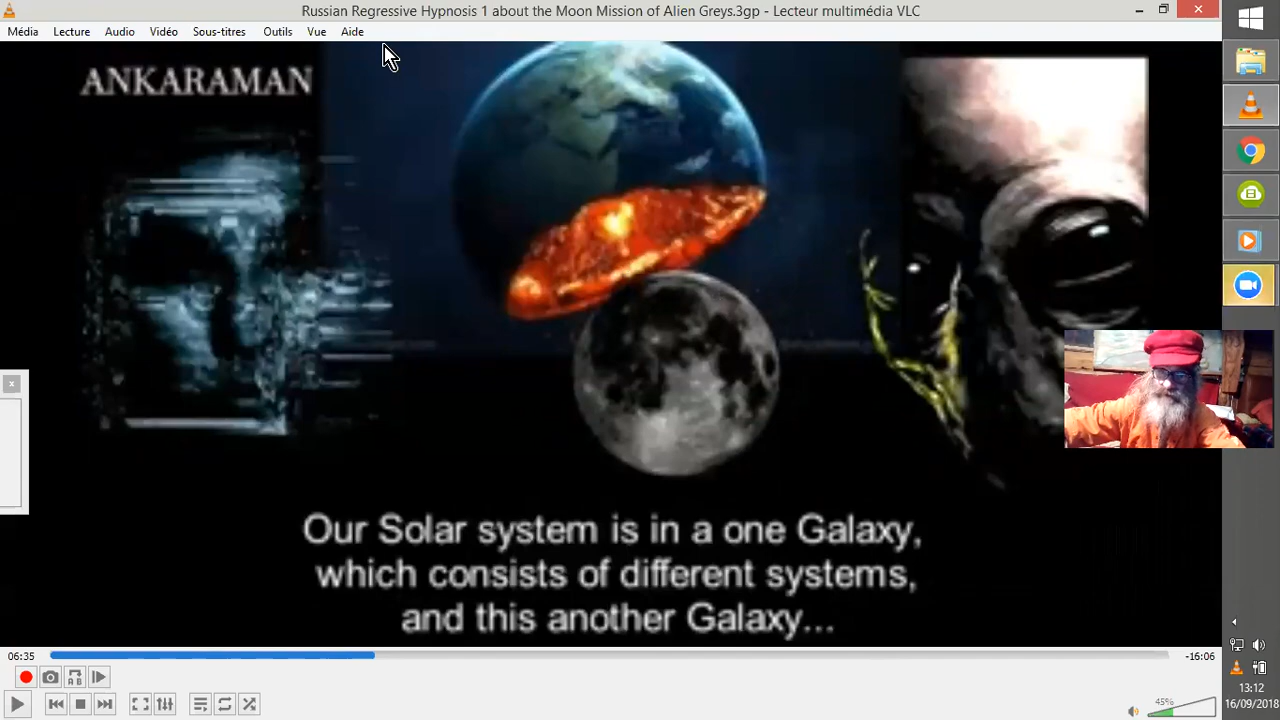 Russian Regressive Hypnosis 1 about the Moon Mission of Alien Greys.3gp - Lecteur multimédia VLC
Média Lecture Audio Vidéo Sous-titres Outils Vue Aide
ANKARAMAN
Our Solar system is in a one Galaxy,
which consists of different systems,
and this another Galaxy...
06:35
-16:06
45%
13:12
16/09/2018